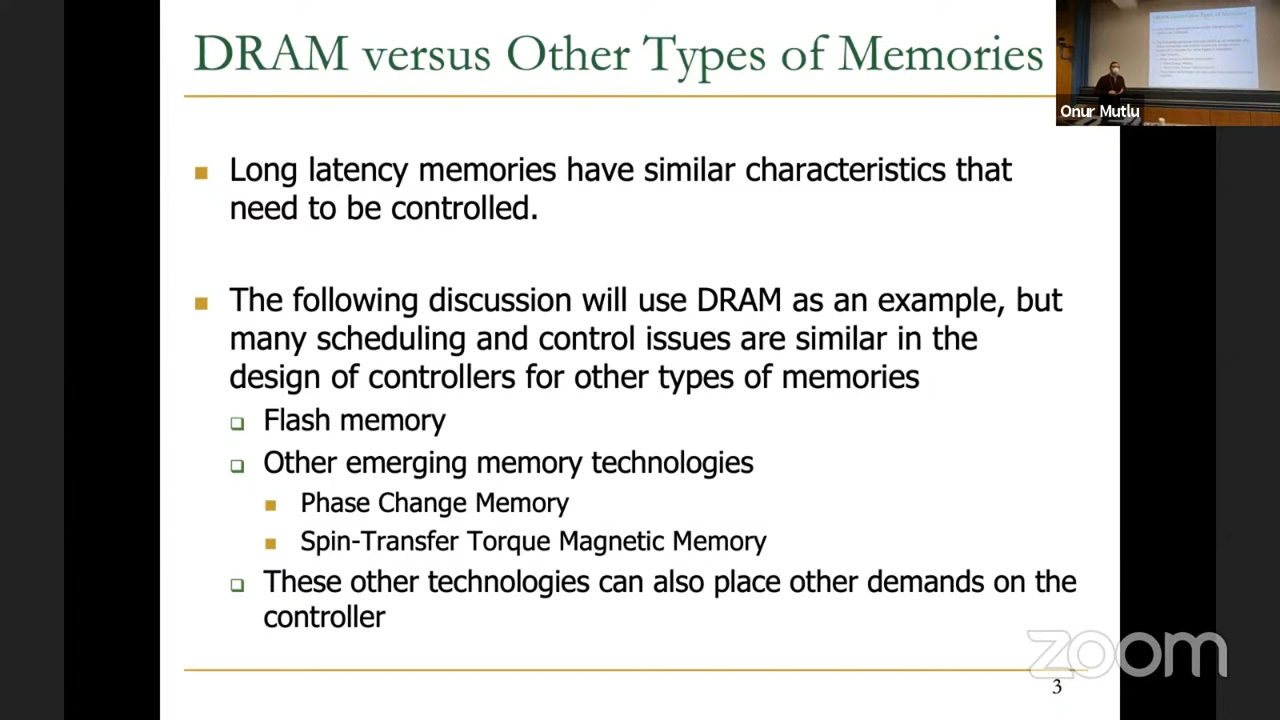 DRAM versus Other Types of Memories
Onur Mutlu
Long latency memories have similar characteristics that
need to be controlled.
The following discussion will use DRAM as an example, but
many scheduling and control issues are similar in the
design of controllers for other types of memories
Flash memory
Other emerging memory technologies
Phase Change Memory
Spin-Transfer Torque Magnetic Memory
These other technologies can also place other demands on the
controller
zoom
3